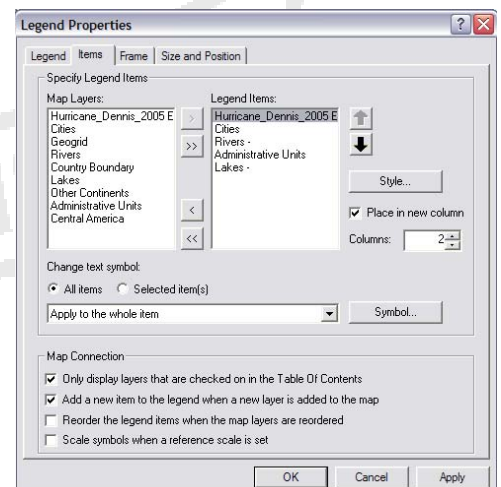 Legend Properties
Legend Items Frame Size and Position
Specify Legend Items
Map Layers:
Hurricane_Dennis_2005 E
Cities
Geogrid
Rivers
Country Boundary
Lakes
Other Continents
Administrative Units
Central America
>
>>
<
<<
Legend Items:
Hurricane_Dennis_2005 E
Cities
Rivers -
Administrative Units
Lakes -
Style...
Place in new column
Columns: 2
Change text symbol:
All items Selected item(s)
Apply to the whole item
Symbol...
Map Connection
Only display layers that are checked on in the Table Of Contents
Add a new item to the legend when a new layer is added to the map
Reorder the legend items when the map layers are reordered
Scale symbols when a reference scale is set
OK Cancel Apply